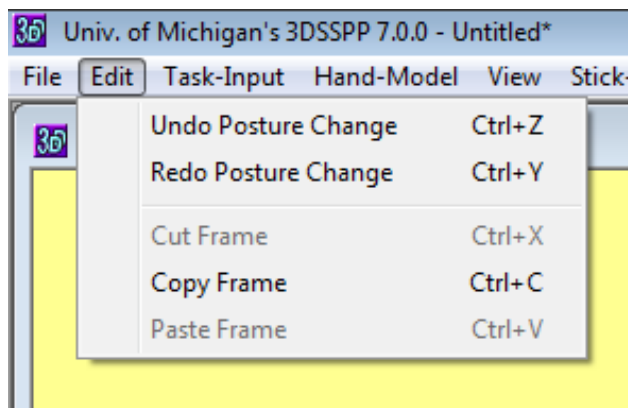 3D Univ. of Michigan's 3DSSPP 7.0.0 - Untitled*
File Edit Task-Input Hand-Model View Stick-
3D
Undo Posture Change Ctrl+Z
Redo Posture Change Ctrl+Y
Cut Frame Ctrl+X
Copy Frame Ctrl+C
Paste Frame Ctrl+V